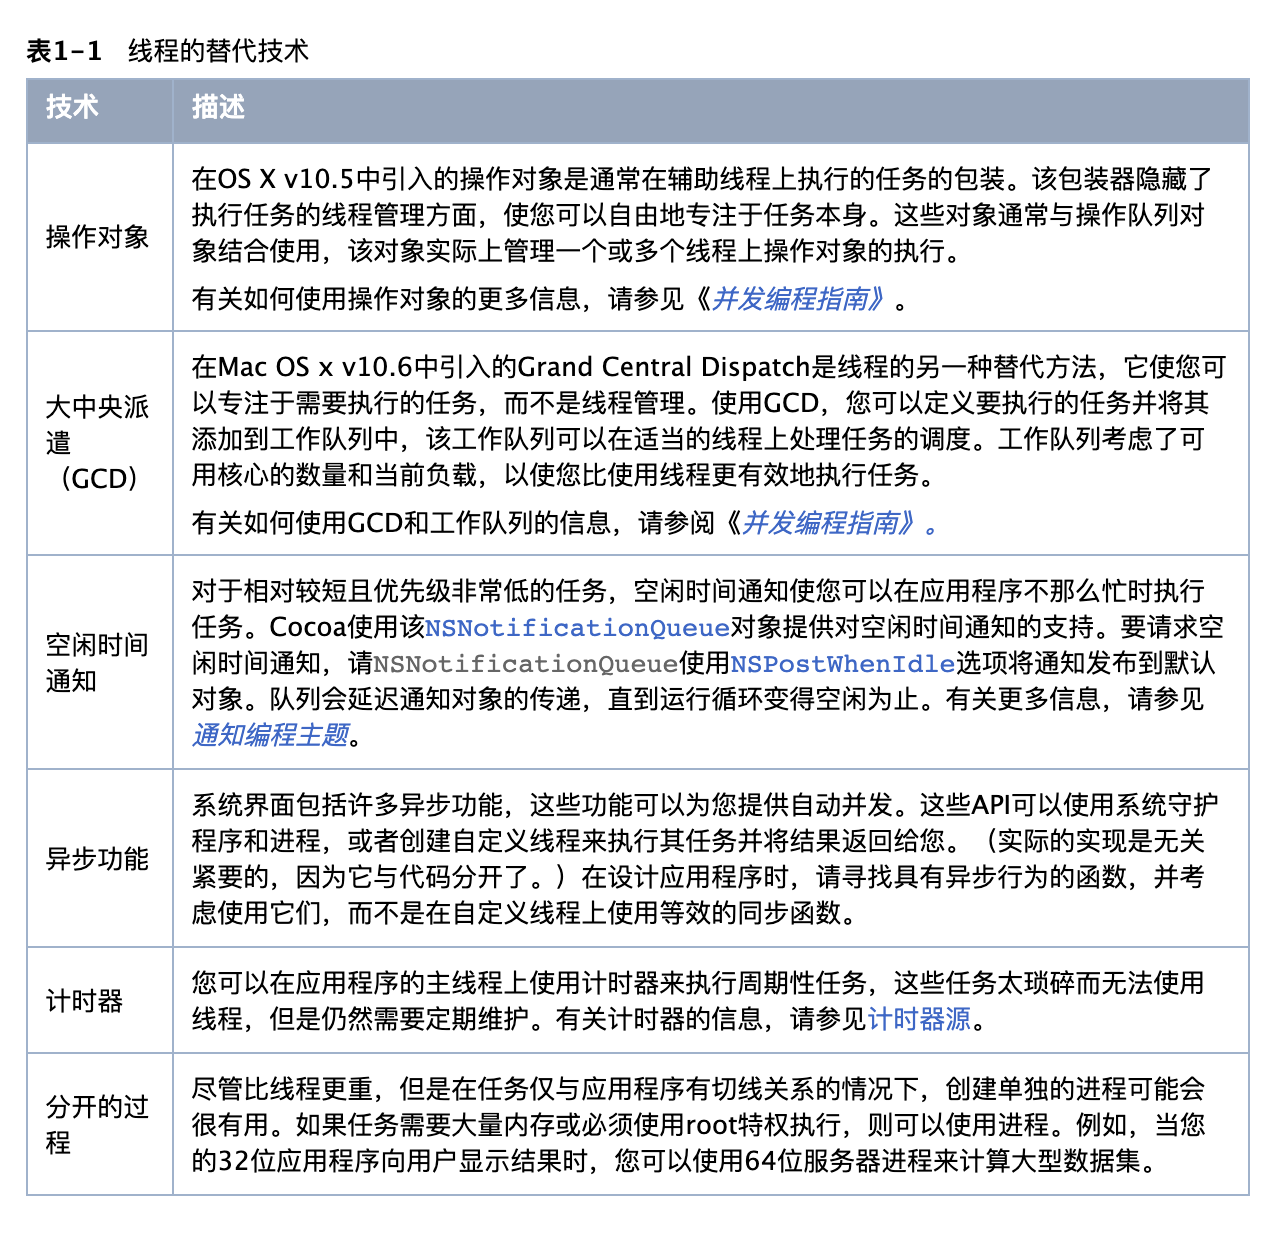 表1-1 线程的替代技术
技术 描述
操作对象
在OS X v10.5中引入的操作对象是通常在辅助线程上执行的任务的包装。该包装器隐藏了
执行任务的线程管理方面，使您可以自由地专注于任务本身。这些对象通常与操作队列对
象结合使用，该对象实际上管理一个或多个线程上操作对象的执行。
有关如何使用操作对象的更多信息，请参见《并发编程指南》。
大中央派
遣
（GCD）
在Mac OS x v10.6中引入的Grand Central Dispatch是线程的另一种替代方法，它使您可
以专注于需要执行的任务，而不是线程管理。使用GCD，您可以定义要执行的任务并将其
添加到工作队列中，该工作队列可以在适当的线程上处理任务的调度。工作队列考虑了可
用核心的数量和当前负载，以使您比使用线程更有效地执行任务。
有关如何使用GCD和工作队列的信息，请参阅《并发编程指南》。
空闲时间
通知
对于相对较短且优先级非常低的任务，空闲时间通知使您可以在应用程序不那么忙时执行
任务。Cocoa使用该NSNotificationQueue对象提供对空闲时间通知的支持。要请求空
闲时间通知，请NSNotificationQueue使用NSPostWhenIdle选项将通知发布到默认
对象。队列会延迟通知对象的传递，直到运行循环变得空闲为止。有关更多信息，请参见
通知编程主题。
异步功能
系统界面包括许多异步功能，这些功能可以为您提供自动并发。这些API可以使用系统守护
程序和进程，或者创建自定义线程来执行其任务并将结果返回给您。（实际的实现是无关
紧要的，因为它与代码分开了。）在设计应用程序时，请寻找具有异步行为的函数，并考
虑使用它们，而不是在自定义线程上使用等效的同步函数。
计时器
您可以在应用程序的主线程上使用计时器来执行周期性任务，这些任务太琐碎而无法使用
线程，但是仍然需要定期维护。有关计时器的信息，请参见计时器源。
分开的过
程
尽管比线程更重，但是在任务仅与应用程序有切线关系的情况下，创建单独的进程可能会
很有用。如果任务需要大量内存或必须使用root特权执行，则可以使用进程。例如，当您
的32位应用程序向用户显示结果时，您可以使用64位服务器进程来计算大型数据集。